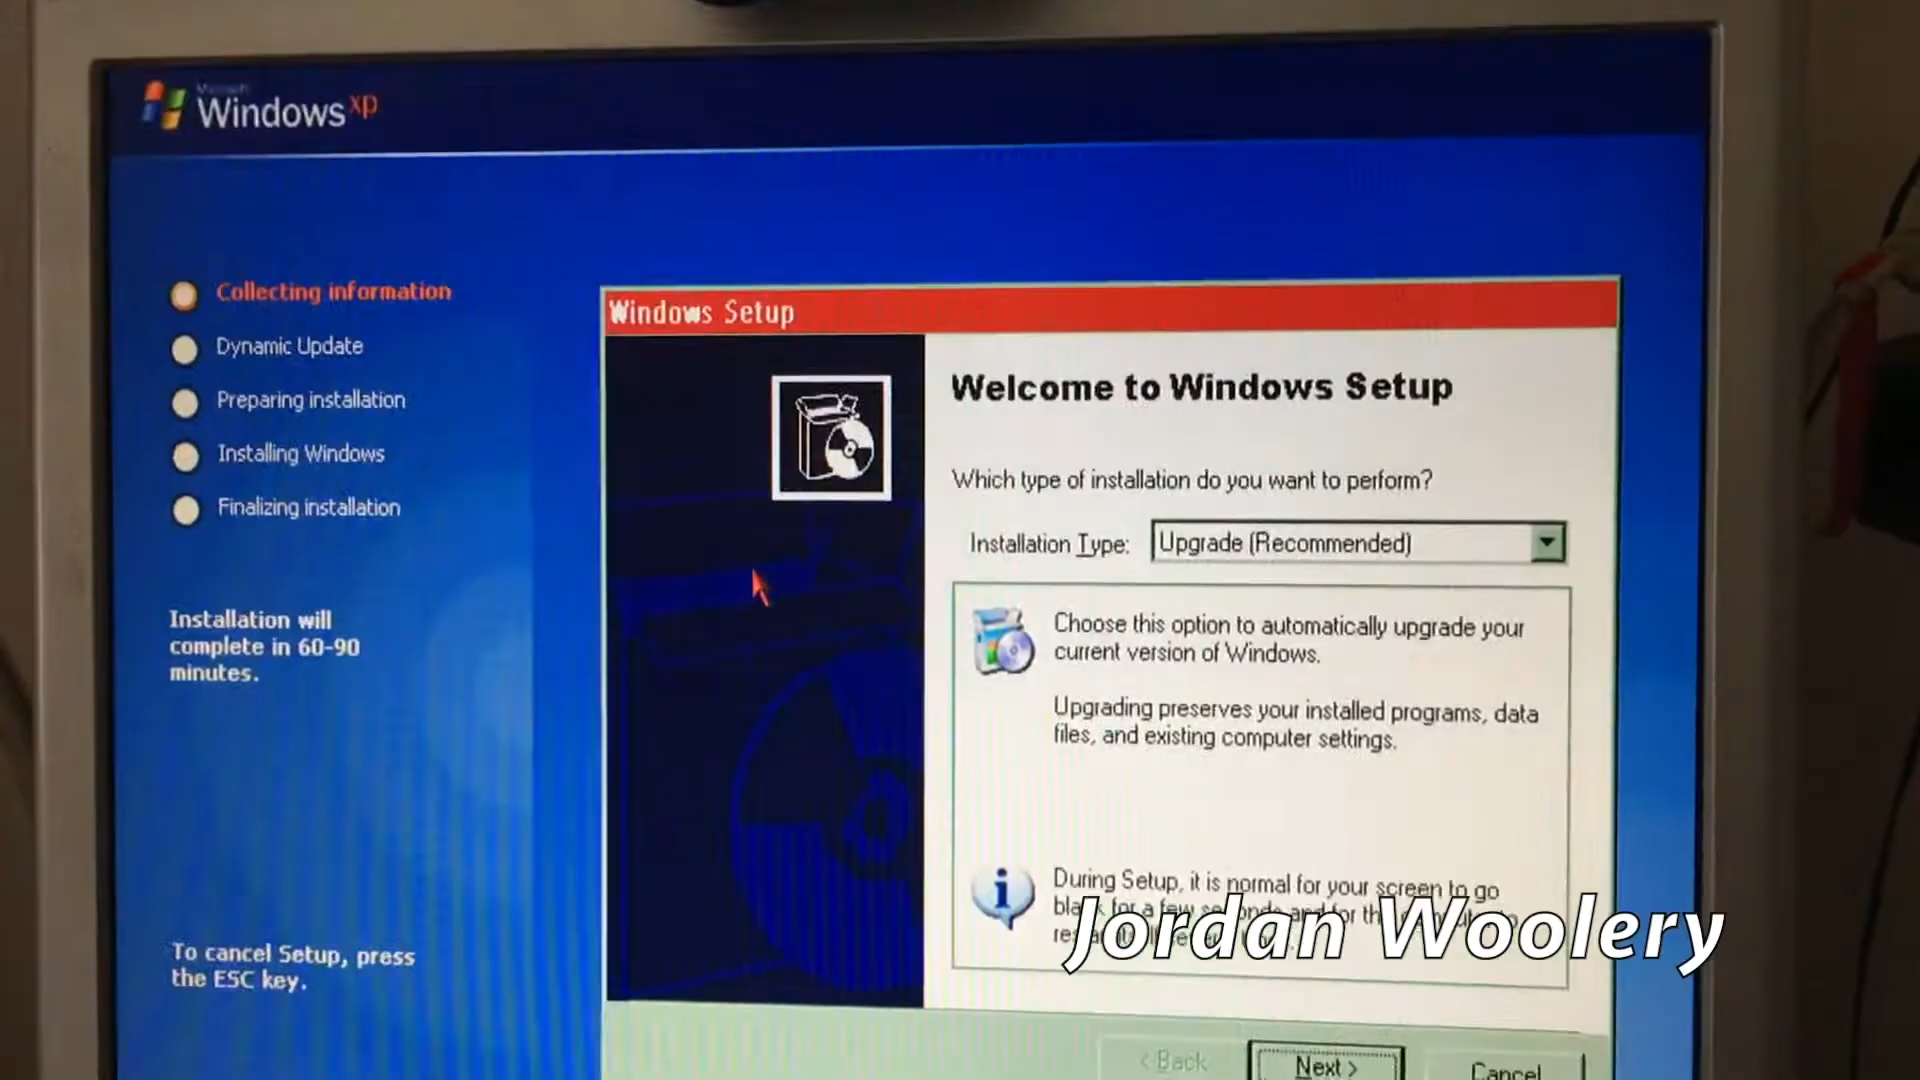 Microsoft
Windows xp
Collecting information
Dynamic Update
Preparing installation
Installing Windows
Finalizing installation
Installation will
complete in 60-90
minutes.
To cancel Setup, press
the ESC key.
Windows Setup
Welcome to Windows Setup
Which type of installation do you want to perform?
Installation Type: Upgrade (Recommended)
Choose this option to automatically upgrade your
current version of Windows.
Upgrading preserves your installed programs, data
files, and existing computer settings.
During Setup, it is normal for your screen to go
for a few and for
Jordan Woolery
< Back
Next >
Cancel